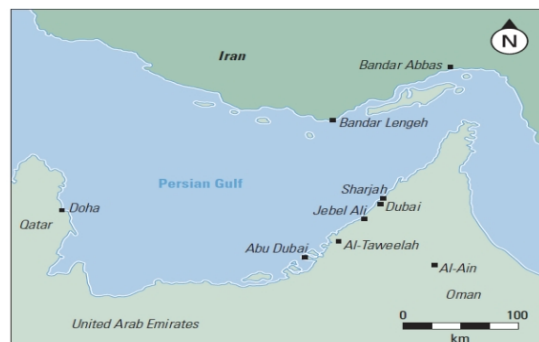 N
Iran
Bandar Abbas
Bandar Lengeh
Persian Gulf
Sharjah
Dubai
Doha
Jebel Ali
Qatar
Abu Dubai
Al-Taweelah
Al-Ain
Oman
0 100
km
United Arab Emirates